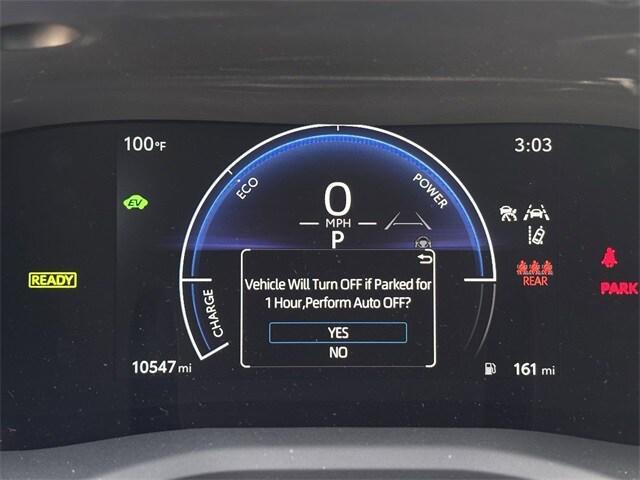 100°F
3:03
EV
ECO
POWER
0
MPH
P
READY
REAR
PARK
CHARGE
Vehicle Will Turn OFF if Parked for
1 Hour,Perform Auto OFF?
YES
NO
10547 mi
161 mi